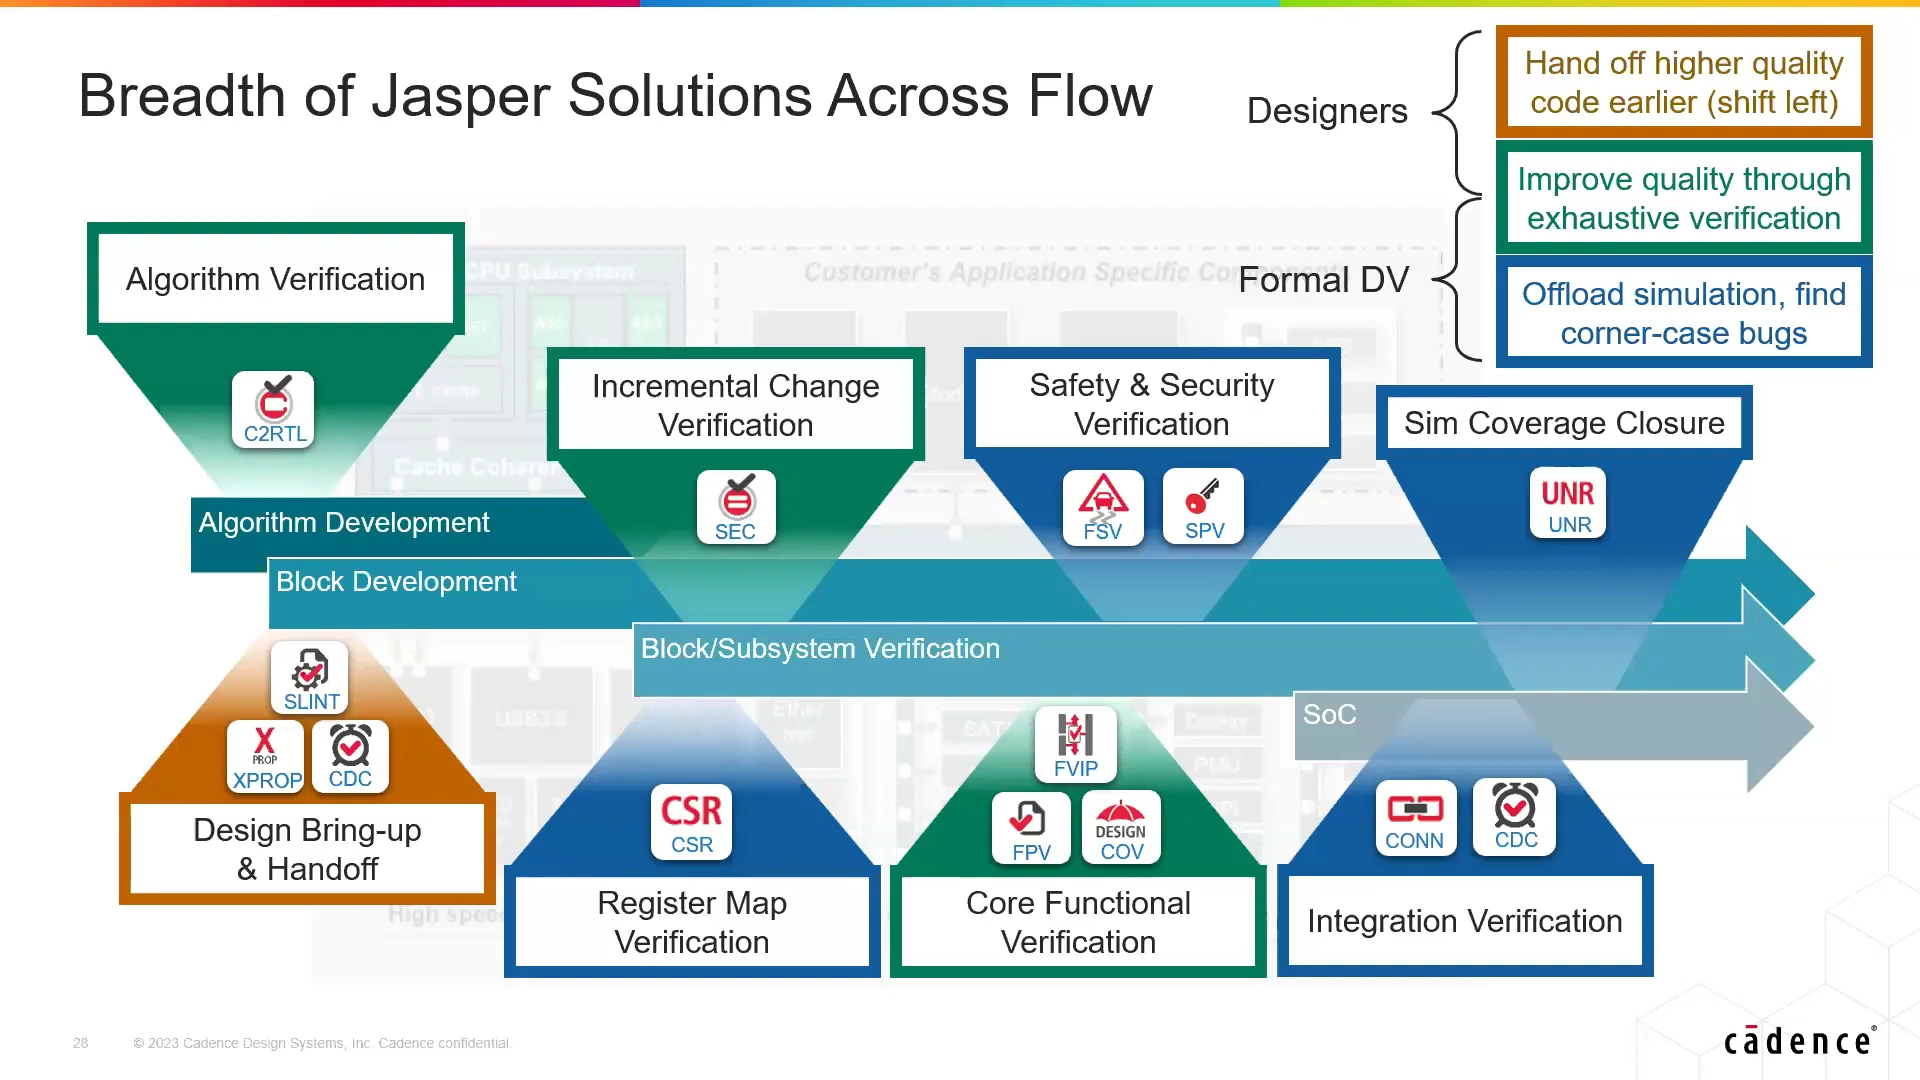 Breadth of Jasper Solutions Across Flow
Designers
Hand off higher quality
code earlier (shift left)
Improve quality through
exhaustive verification
Formal DV
Offload simulation, find
corner-case bugs
Algorithm Verification
C2RTL
CPU Subsystem
Customer's Application Specific
Incremental Change
Verification
SEC
Safety & Security
Verification
FSV
SPV
Sim Coverage Closure
UNR
UNR
Algorithm Development
Block Development
Block/Subsystem Verification
SoC
SLINT
X
PROP
XPROP
CDC
Design Bring-up
& Handoff
CSR
CSR
Register Map
Verification
FVIP
FPV
DESIGN
COV
Core Functional
Verification
CONN
CDC
Integration Verification
28
© 2023 Cadence Design Systems, Inc. Cadence confidential.
cādence®